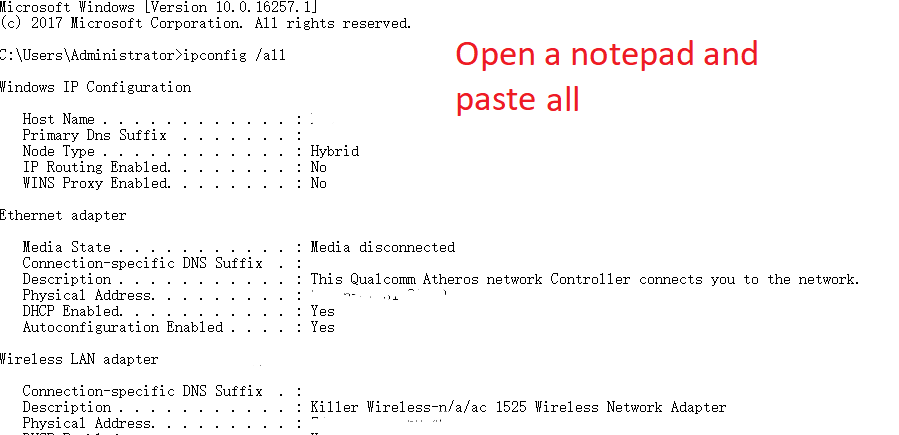 Microsoft Windows [Version 10.0.16257.1]
(c) 2017 Microsoft Corporation. All rights reserved.
C:\Users\Administrator>ipconfig /all
Open a notepad and
paste all
Windows IP Configuration
Host Name . . . . . . . . . . . . :
Primary Dns Suffix . . . . . . . :
Node Type . . . . . . . . . . . . : Hybrid
IP Routing Enabled. . . . . . . . : No
WINS Proxy Enabled. . . . . . . . : No
Ethernet adapter
Media State . . . . . . . . . . . : Media disconnected
Connection-specific DNS Suffix . :
Description . . . . . . . . . . . : This Qualcomm Atheros network Controller connects you to the network.
Physical Address. . . . . . . . . :
DHCP Enabled. . . . . . . . . . . : Yes
Autoconfiguration Enabled . . . . : Yes
Wireless LAN adapter
Connection-specific DNS Suffix . :
Description . . . . . . . . . . . : Killer Wireless-n/a/ac 1525 Wireless Network Adapter
Physical Address. . . . . . . . . :